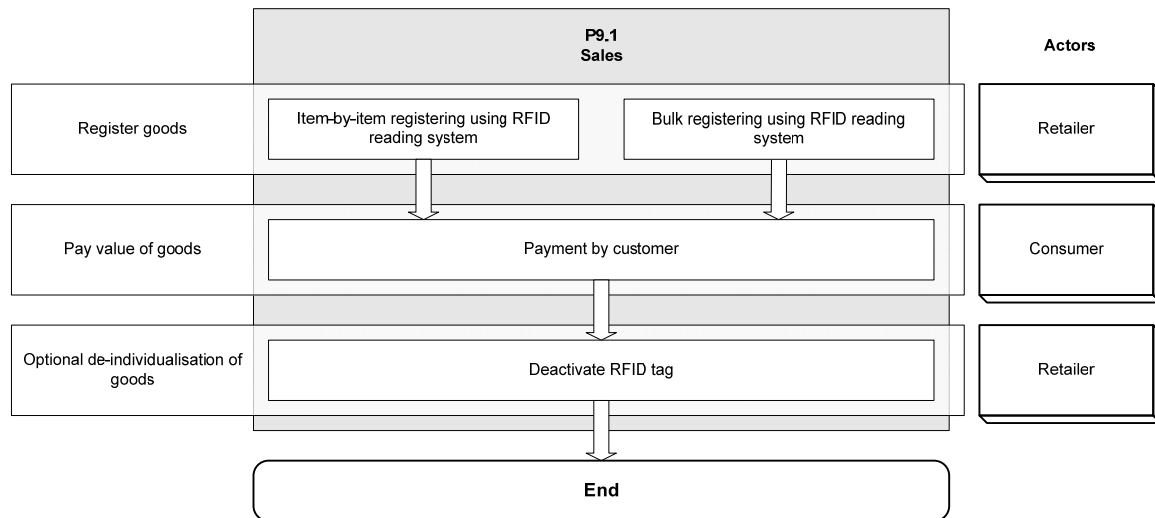 P9.1
Sales
Actors
Register goods
Item-by-item registering using RFID
reading system
Bulk registering using RFID reading
system
Retailer
Pay value of goods
Payment by customer
Consumer
Optional de-individualisation of
goods
Deactivate RFID tag
Retailer
End